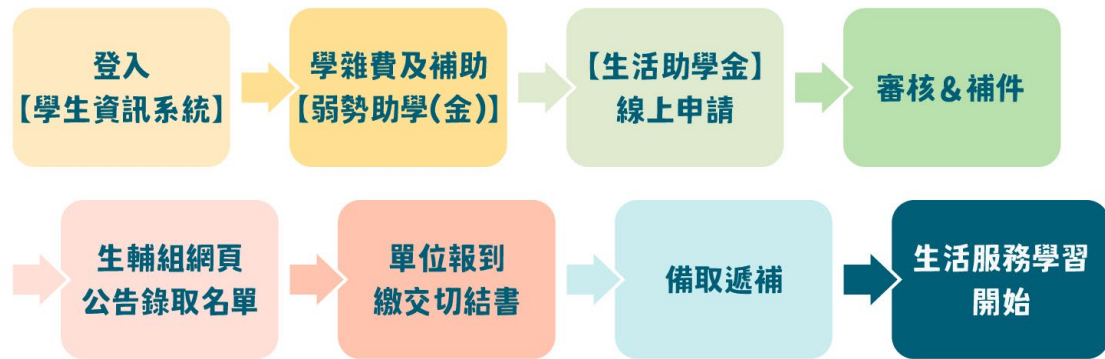 登入
【學生資訊系統】
學雜費及補助
【弱勢助學(金)】
【生活助學金】
線上申請
審核&補件
生輔組網頁
公告錄取名單
單位報到
繳交切結書
備取遞補
生活服務學習
開始